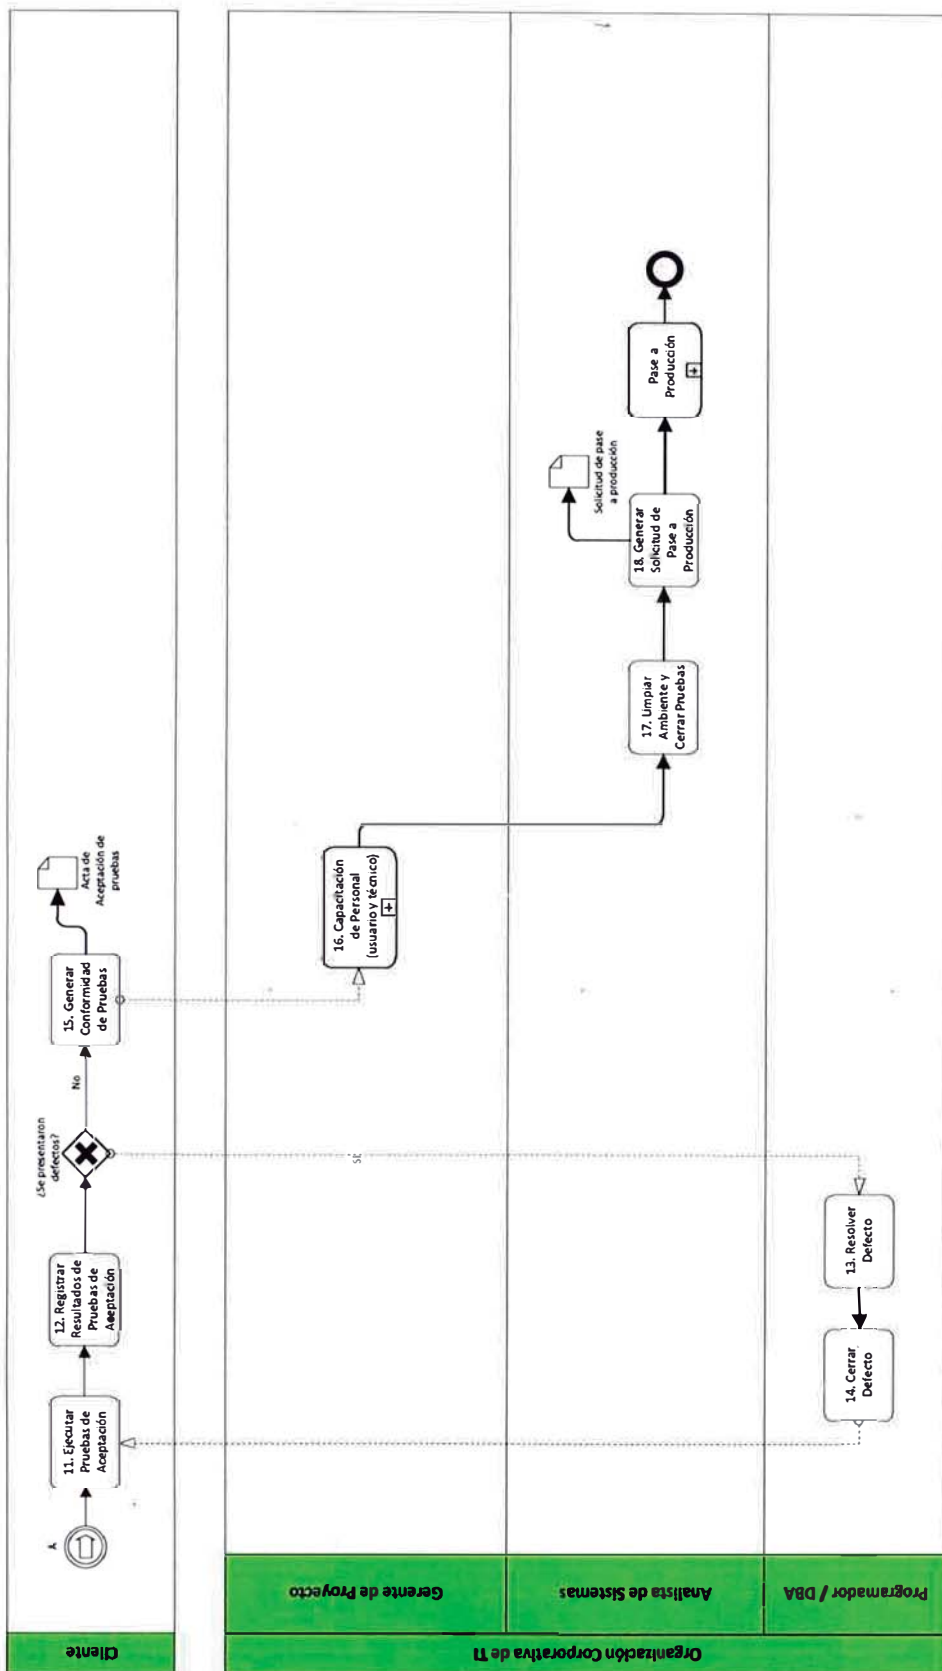 Cliente
A
11. Ejecutar
Pruebas de
Aceptación
12. Registrar
Resultados de
Pruebas de
Aceptación
¿Se presentaron
defectos?
No
Si
15. Generar
Conformidad
de Pruebas
Acta de
Aceptación de
pruebas
Organización Corporativa de TI
Gerente de Proyecto
16. Capacitación
de Personal
(usuario y técnico)
Analista de Sistemas
17. Limpiar
Ambiente y
Cerrar Pruebas
18. Generar
Solicitud de
Pase a
Producción
Solicitud de pase
a producción
Pase a
Producción
Programador / DBA
13. Resolver
Defecto
14. Cerrar
Defecto